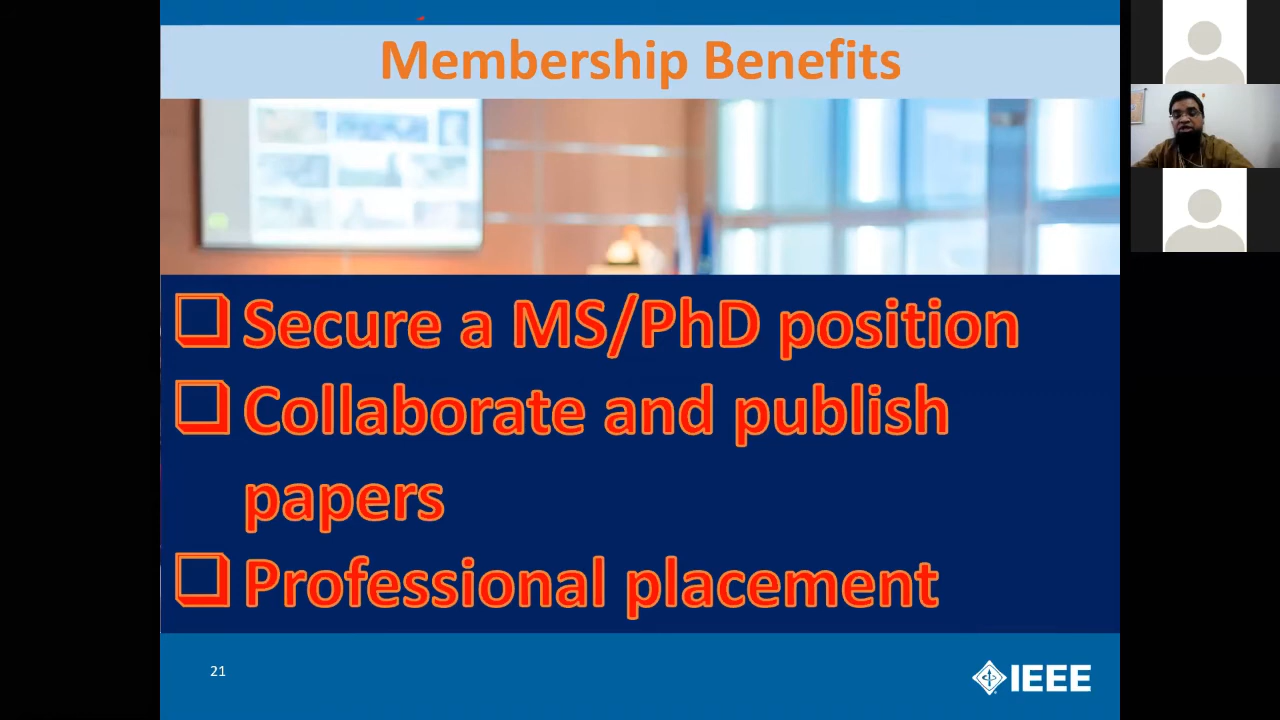 Membership Benefits
Secure a MS/PhD position
Collaborate and publish
papers
Professional placement
21
IEEE